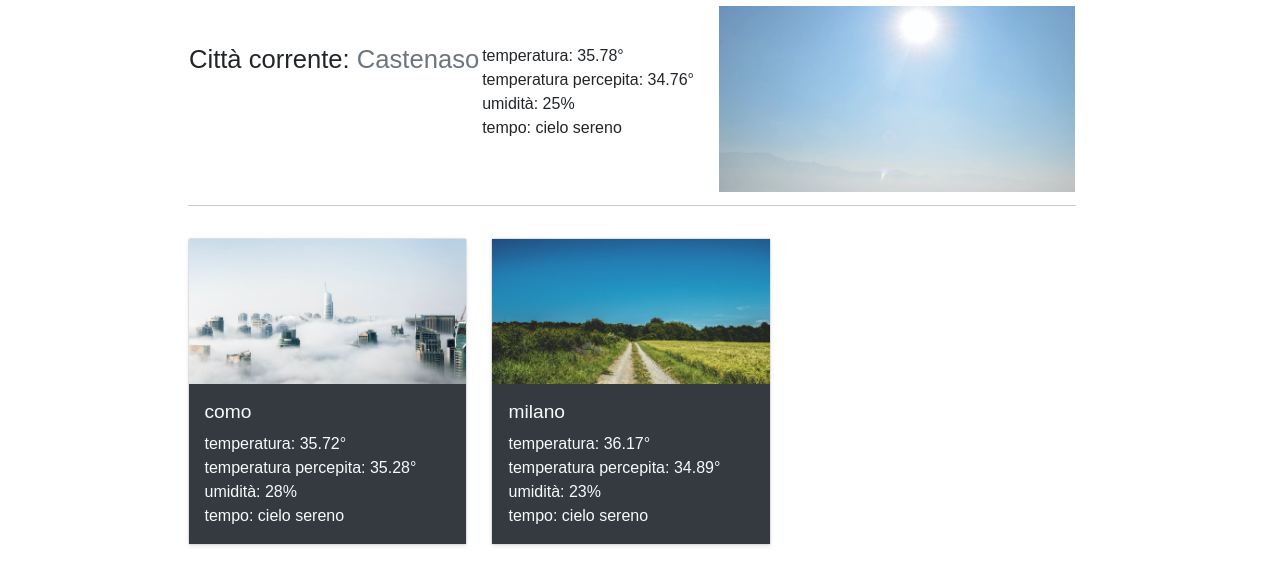 Città corrente: Castenaso
temperatura: 35.78°
temperatura percepita: 34.76°
umidità: 25%
tempo: cielo sereno
como
temperatura: 35.72°
temperatura percepita: 35.28°
umidità: 28%
tempo: cielo sereno
milano
temperatura: 36.17°
temperatura percepita: 34.89°
umidità: 23%
tempo: cielo sereno